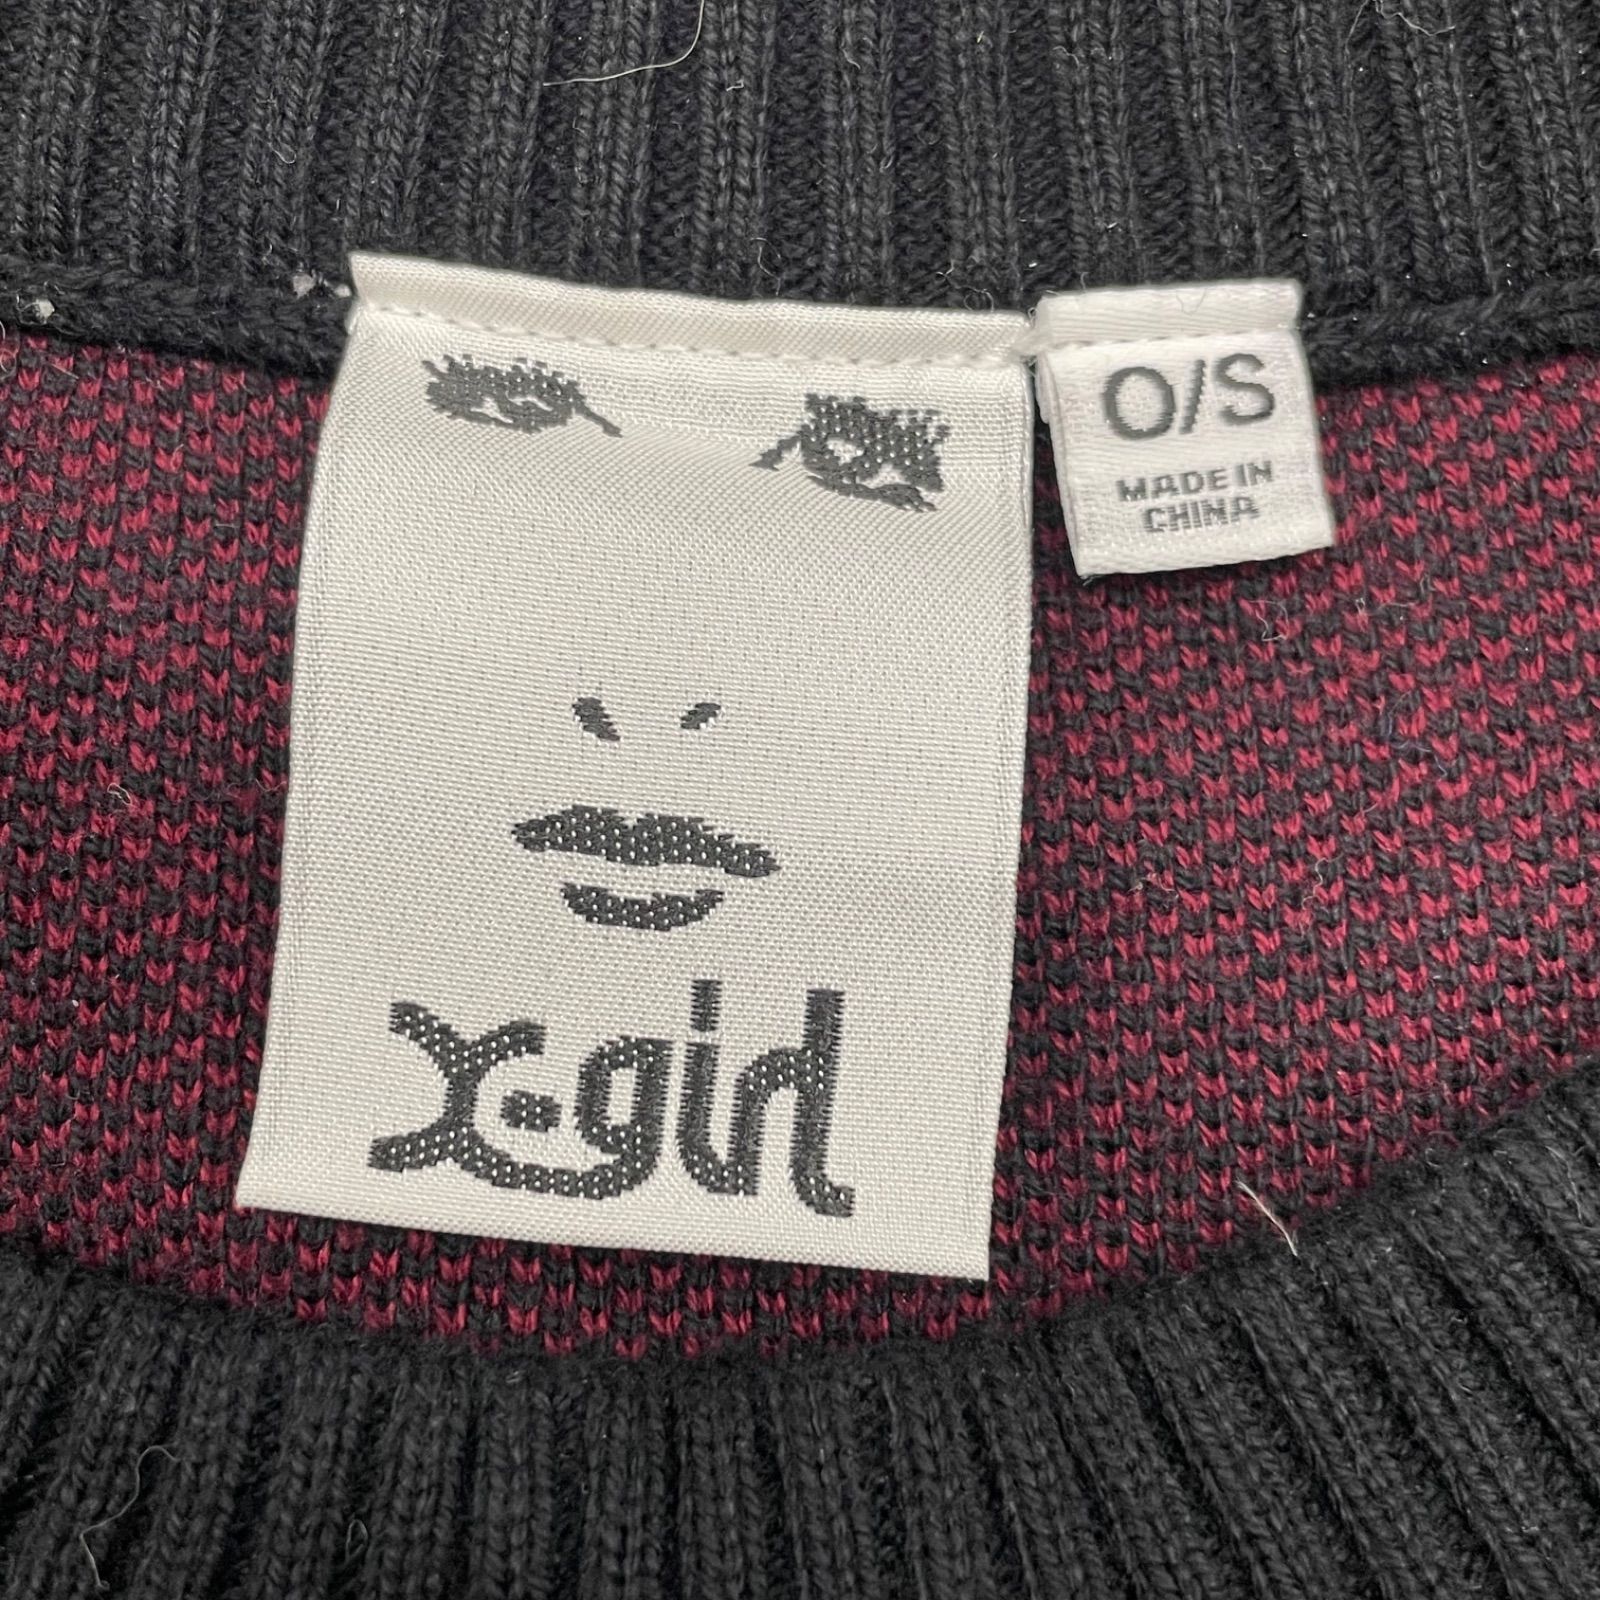 O/S
MADE IN
CHINA
X-girl